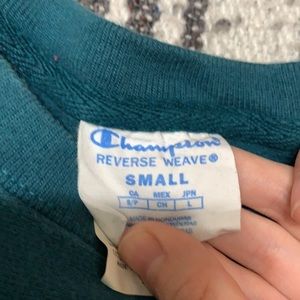 Champion
REVERSE WEAVE®
SMALL
CA MEX JPN
S/P CH L
MADE IN HONDURAS